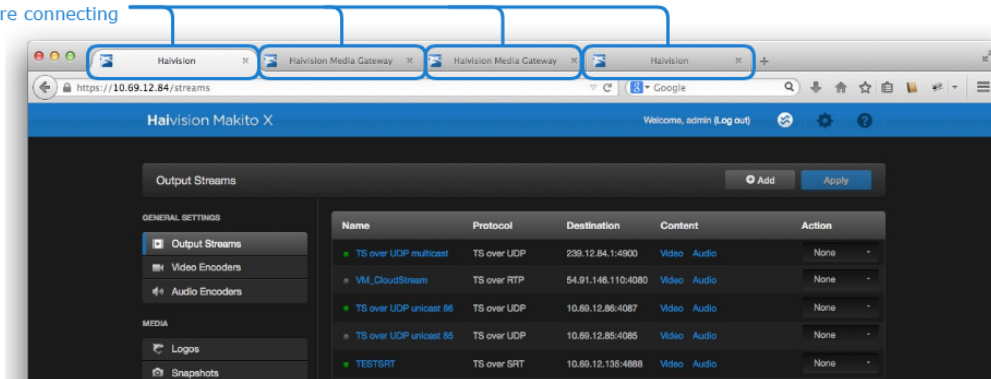 re connecting
Haivision
Haivision Media Gateway
Haivision Media Gateway
Haivision
https://10.69.12.84/streams
Google
Haivision Makito X
Welcome, admin (Log out)
Output Streams
Add
Apply
GENERAL SETTINGS
Output Streams
Video Encoders
Audio Encoders
MEDIA
Logos
Snapshots
Name Protocol Destination Content Action
TS over UDP multicast TS over UDP 239.12.84.1:4900 Video Audio None
VM_CloudStream TS over RTP 54.91.146.110:4080 Video Audio None
TS over UDP unicast 86 TS over UDP 10.69.12.86:4087 Video Audio None
TS over UDP unicast 85 TS over UDP 10.69.12.85:4085 Video Audio None
TESTSRT TS over SRT 10.69.12.135:4888 Video Audio None